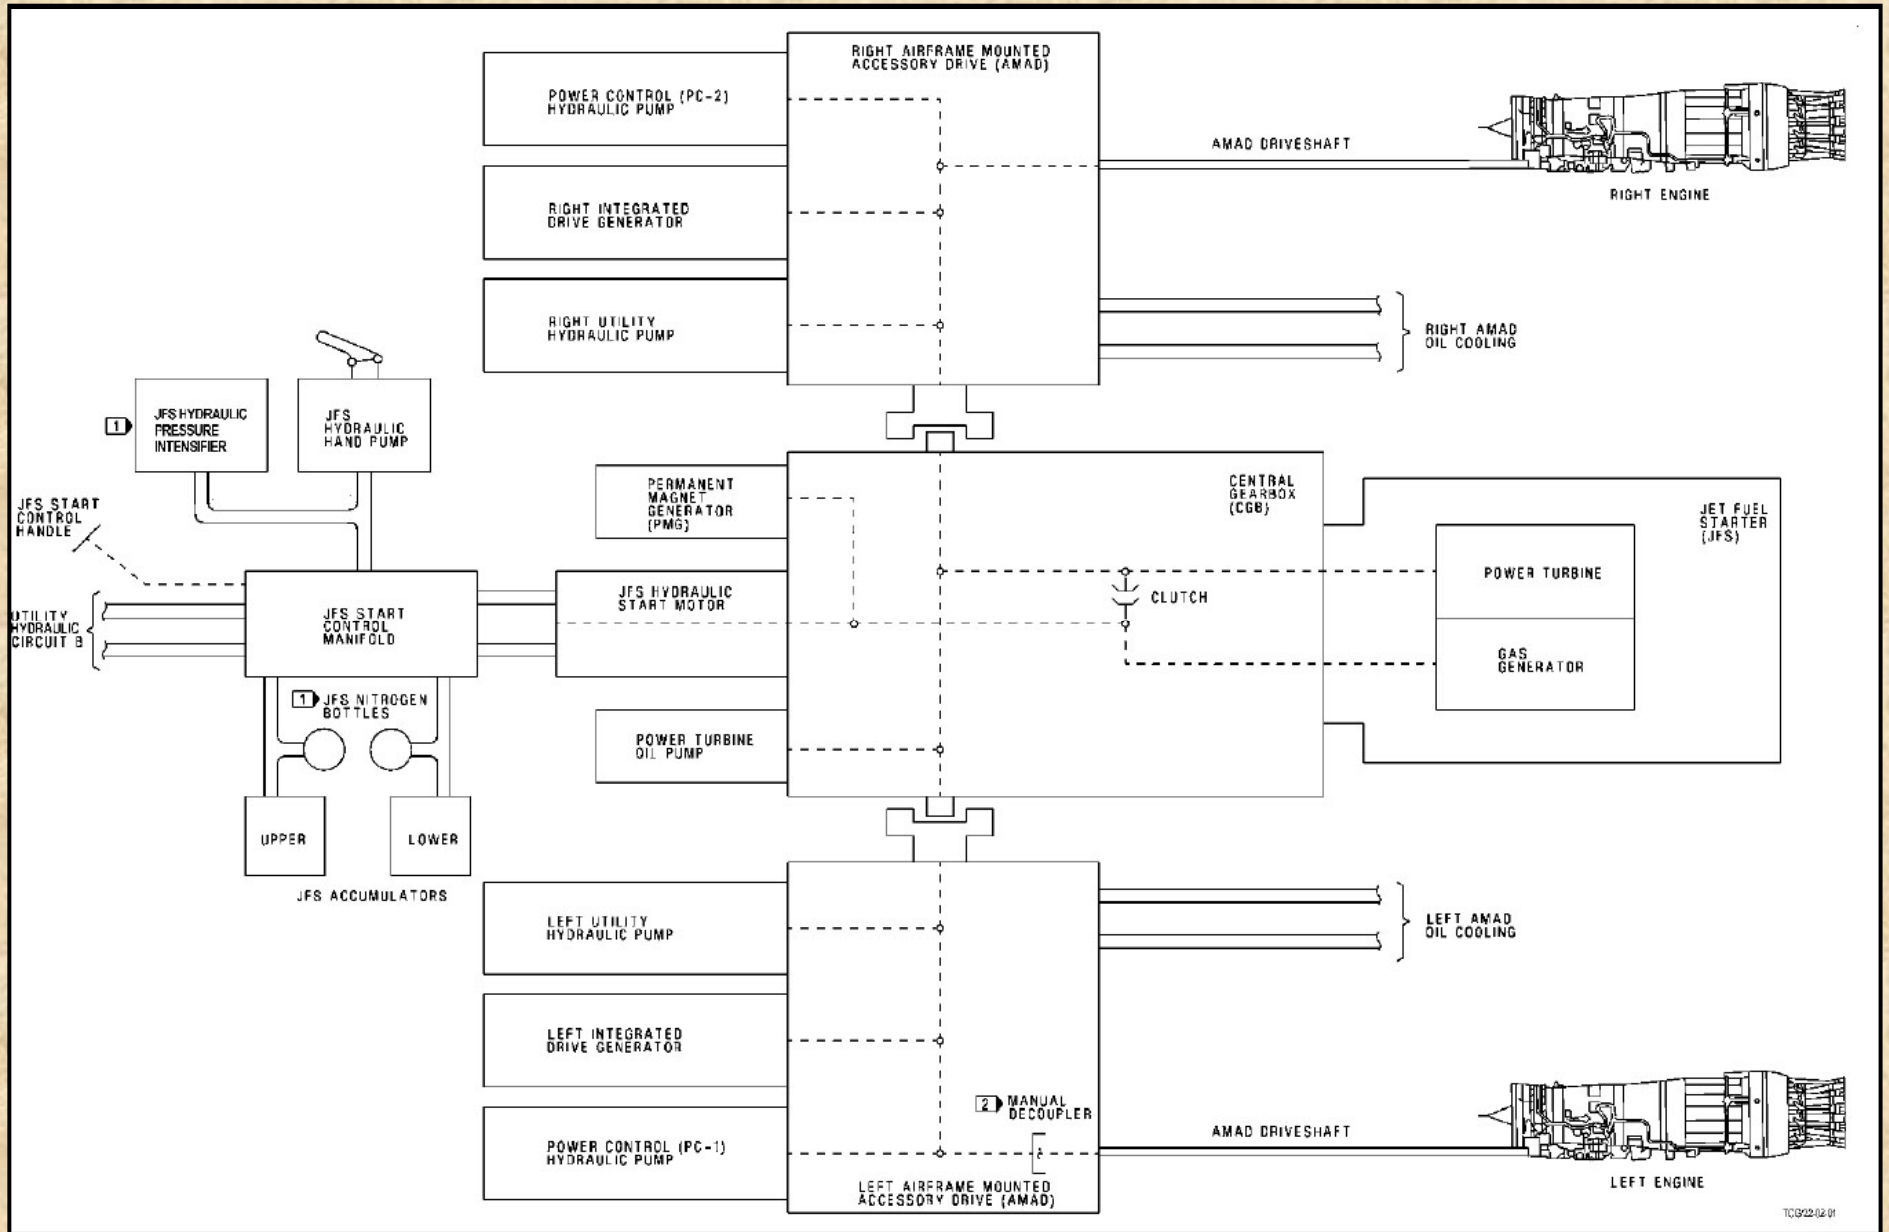 RIGHT AIRFRAME MOUNTED
ACCESSORY DRIVE (AMAD)
POWER CONTROL (PC-2)
HYDRAULIC PUMP
AMAD DRIVESHAFT
RIGHT ENGINE
RIGHT INTEGRATED
DRIVE GENERATOR
RIGHT UTILITY
HYDRAULIC PUMP
RIGHT AMAD
OIL COOLING
1
JFS HYDRAULIC
PRESSURE
INTENSIFIER
JFS
HYDRAULIC
HAND PUMP
JFS START
CONTROL
HANDLE
PERMANENT
MAGNET
GENERATOR
(PMG)
CENTRAL
GEARBOX
(CGB)
JET FUEL
STARTER
(JFS)
POWER TURBINE
CLUTCH
GAS
GENERATOR
UTILITY
HYDRAULIC
CIRCUIT B
JFS START
CONTROL
MANIFOLD
JFS HYDRAULIC
START MOTOR
1 JFS NITROGEN
BOTTLES
POWER TURBINE
OIL PUMP
UPPER
LOWER
JFS ACCUMULATORS
LEFT UTILITY
HYDRAULIC PUMP
LEFT AMAD
OIL COOLING
LEFT INTEGRATED
DRIVE GENERATOR
2 MANUAL
DECOUPLER
POWER CONTROL (PC-1)
HYDRAULIC PUMP
AMAD DRIVESHAFT
LEFT AIRFRAME MOUNTED
ACCESSORY DRIVE (AMAD)
LEFT ENGINE